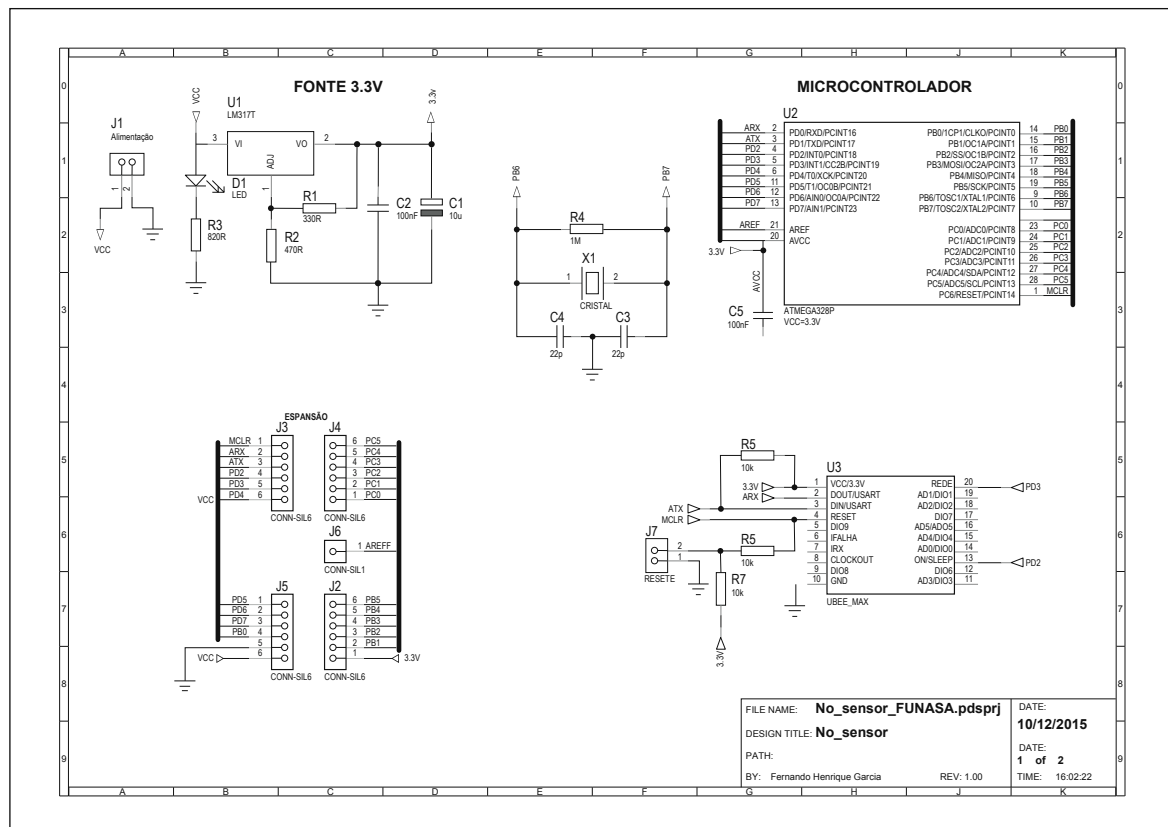 A B C D E F G H J K
0 1 2 3 4 5 6 7 8 9
FONTE 3.3V
J1
Alimentação
1
2
VCC
VCC
U1
LM317T
3
VI
VO
2
ADJ
1
D1
LED
R3
820R
R1
330R
R2
470R
C2
100nF
C1
10u
3.3v
PB6
PB7
R4
1M
X1
1
2
CRISTAL
C4
22p
C3
22p
MICROCONTROLADOR
U2
ARX 2 PD0/RXD/PCINT16
ATX 3 PD1/TXD/PCINT17
PD2 4 PD2/INT0/PCINT18
PD3 5 PD3/INT1/CC2B/PCINT19
PD4 6 PD4/T0/XCK/PCINT20
PD5 11 PD5/T1/OC0B/PCINT21
PD6 12 PD6/AIN0/OC0A/PCINT22
PD7 13 PD7/AIN1/PCINT23
AREF 21 AREF
20 AVCC
3.3V
AVCC
C5
100nF
PB0/1CP1/CLKO/PCINT0 14 PB0
PB1/OC1A/PCINT1 15 PB1
PB2/SS/OC1B/PCINT2 16 PB2
PB3/MOSI/OC2A/PCINT3 17 PB3
PB4/MISO/PCINT4 18 PB4
PB5/SCK/PCINT5 19 PB5
PB6/TOSC1/XTAL1/PCINT6 9 PB6
PB7/TOSC2/XTAL2/PCINT7 10 PB7
PC0/ADC0/PCINT8 23 PC0
PC1/ADC1/PCINT9 24 PC1
PC2/ADC2/PCINT10 25 PC2
PC3/ADC3/PCINT11 26 PC3
PC4/ADC4/SDA/PCINT12 27 PC4
PC5/ADC5/SCL/PCINT13 28 PC5
PC6/RESET/PCINT14 1 MCLR
ATMEGA328P
VCC=3.3V
ESPANSÃO
J3
MCLR 1
ARX 2
ATX 3
PD2 4
PD3 5
PD4 6
VCC
CONN-SIL6
J4
6 PC5
5 PC4
4 PC3
3 PC2
2 PC1
1 PC0
CONN-SIL6
J6
1 AREFF
CONN-SIL1
J5
PD5 1
PD6 2
PD7 3
PB0 4
5
VCC 6
CONN-SIL6
J2
6 PB5
5 PB4
4 PB3
3 PB2
2 PB1
1 3.3V
CONN-SIL6
R5
10k
3.3V
ARX
ATX
MCLR
J7
2
1
RESETE
R5
10k
R7
10k
3.3V
U3
1 VCC/3.3V
2 DOUT/USART
3 DIN/USART
4 RESET
5 DIO9
6 IFALHA
7 IRX
8 CLOCKOUT
9 DIO8
10 GND
REDE 20 PD3
AD1/DIO1 19
AD2/DIO2 18
DIO7 17
AD5/ADO5 16
AD4/DIO4 15
AD0/DIO0 14
ON/SLEEP 13 PD2
DIO6 12
AD3/DIO3 11
UBEE_MAX
FILE NAME: No_sensor_FUNASA.pdsprj
DESIGN TITLE: No_sensor
PATH:
BY: Fernando Henrique Garcia REV: 1.00
DATE:
10/12/2015
DATE:
1 of 2
TIME: 16:02:22
0 1 2 3 4 5 6 7 8 9
A B C D E F G H J K